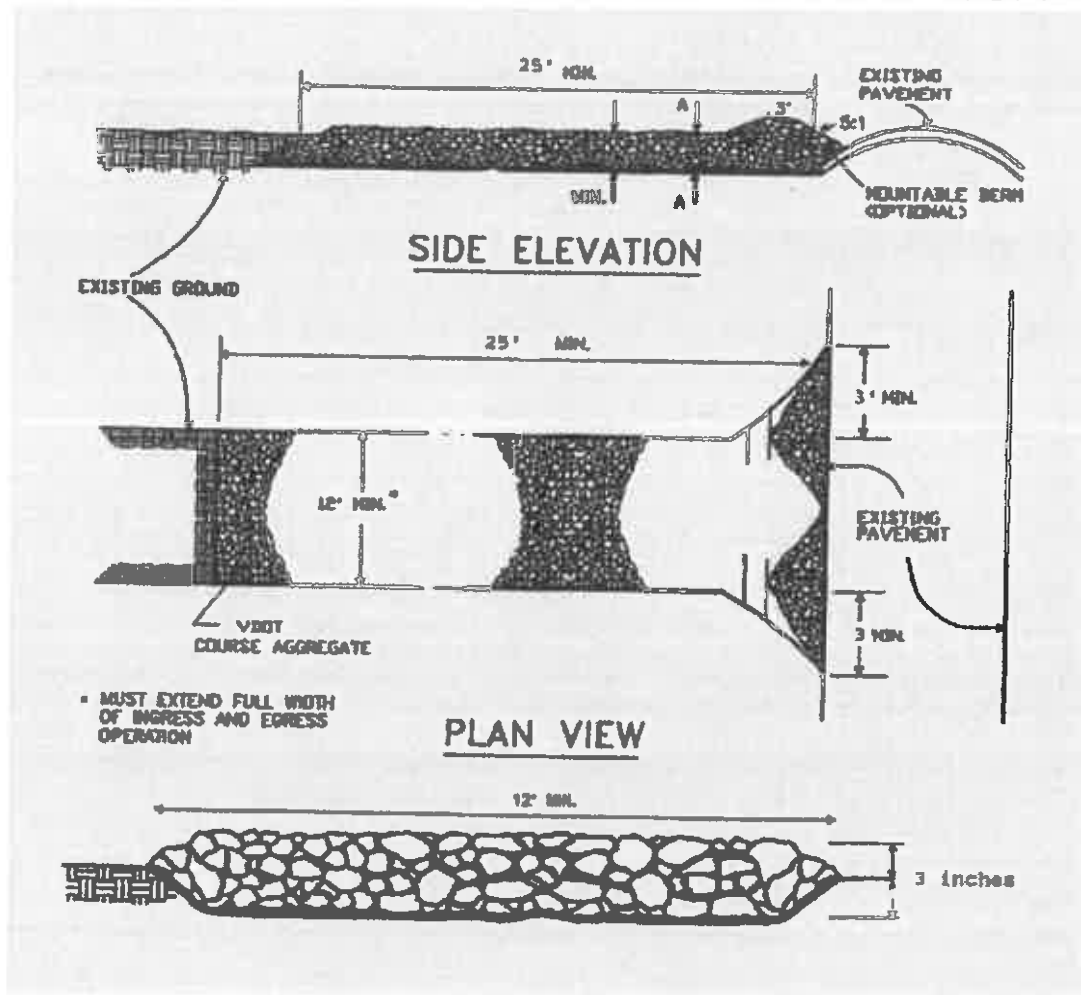 25' MIN.
EXISTING
PAVEMENT
A
3'
5:1
MIN.
A
MOUNTABLE BERM
(OPTIONAL)
SIDE ELEVATION
EXISTING GROUND
25' MIN.
3' MIN.
12' MIN.*
EXISTING
PAVEMENT
3 MIN.
VDOT
COURSE AGGREGATE
* MUST EXTEND FULL WIDTH
OF INGRESS AND EGRESS
OPERATION
PLAN VIEW
12' MIN.
3 inches